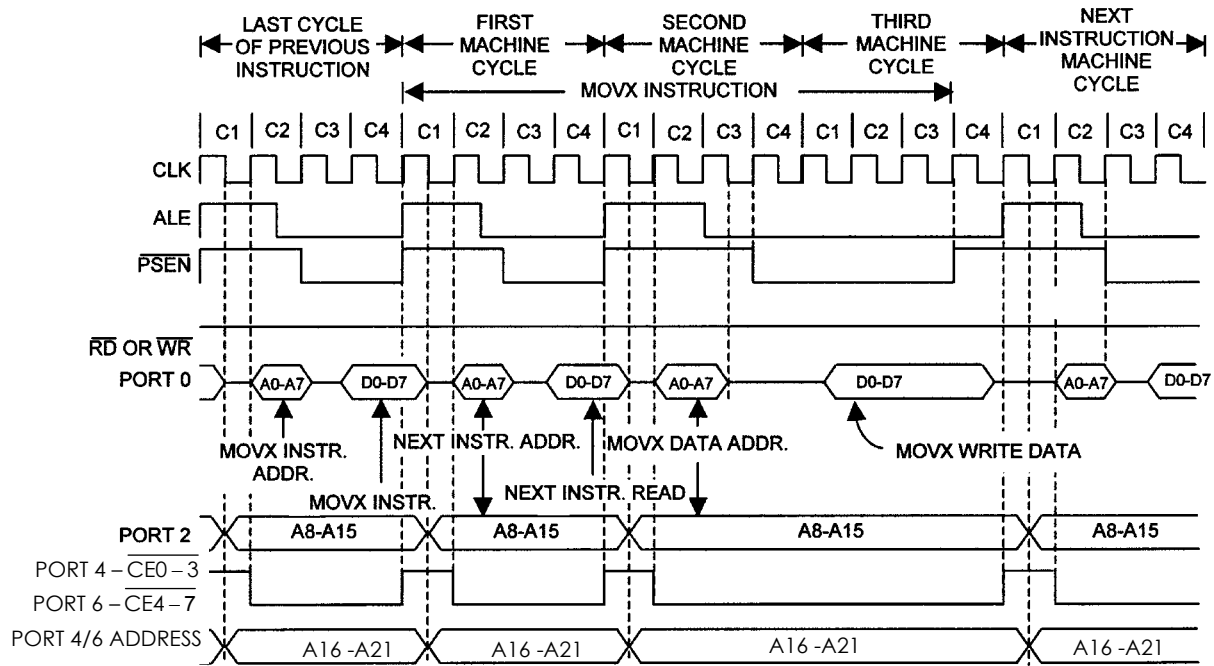 LAST CYCLE OF PREVIOUS INSTRUCTION
FIRST MACHINE CYCLE
SECOND MACHINE CYCLE
THIRD MACHINE CYCLE
NEXT INSTRUCTION MACHINE CYCLE
MOVX INSTRUCTION
C1 C2 C3 C4 C1 C2 C3 C4 C1 C2 C3 C4 C1 C2 C3 C4 C1 C2 C3 C4
CLK
ALE
PSEN
RD OR WR
PORT 0 A0-A7 D0-D7 A0-A7 D0-D7 A0-A7 D0-D7 A0-A7 D0-D7
MOVX INSTR. ADDR.
MOVX INSTR.
NEXT INSTR. ADDR.
NEXT INSTR. READ
MOVX DATA ADDR.
MOVX WRITE DATA
PORT 2 A8-A15 A8-A15 A8-A15 A8-A15
PORT 4 – CE0 – 3
PORT 6 – CE4 – 7
PORT 4/6 ADDRESS A16 -A21 A16 -A21 A16 -A21 A16 -A21